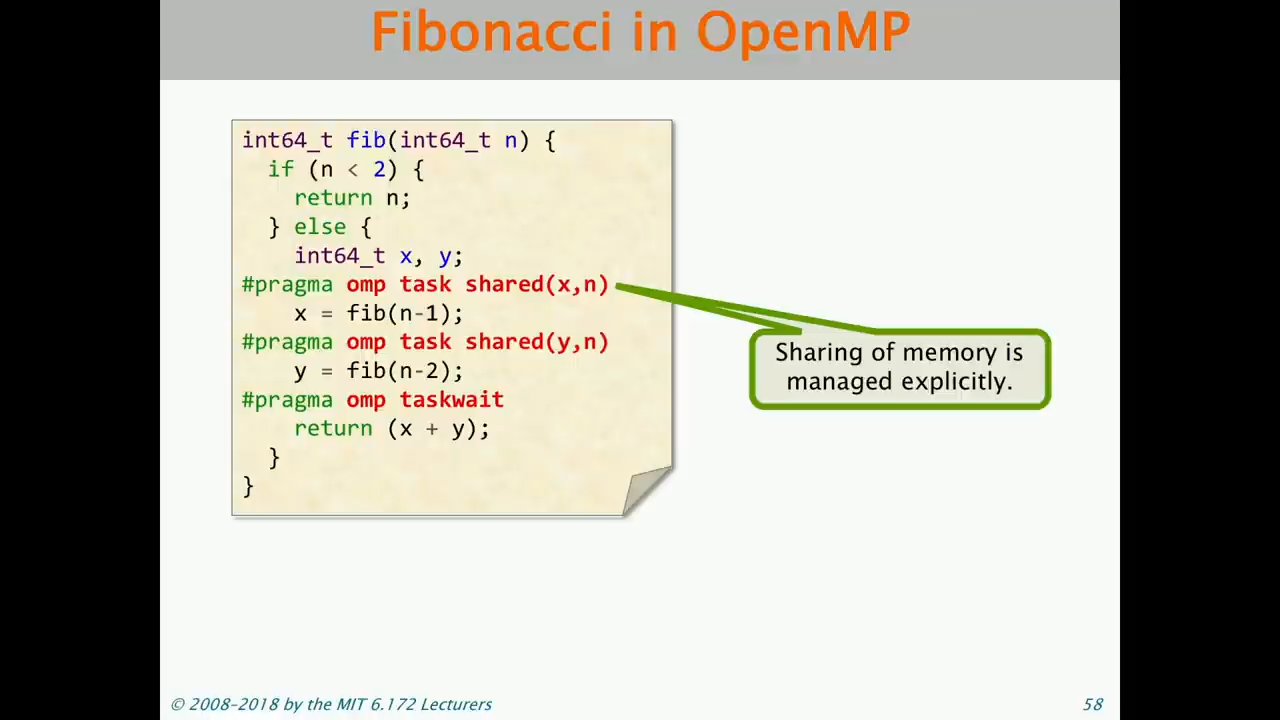 Fibonacci in OpenMP
int64_t fib(int64_t n) {
  if (n < 2) {
    return n;
  } else {
    int64_t x, y;
#pragma omp task shared(x,n)
    x = fib(n-1);
#pragma omp task shared(y,n)
    y = fib(n-2);
#pragma omp taskwait
    return (x + y);
  }
}
Sharing of memory is
managed explicitly.
© 2008–2018 by the MIT 6.172 Lecturers
58